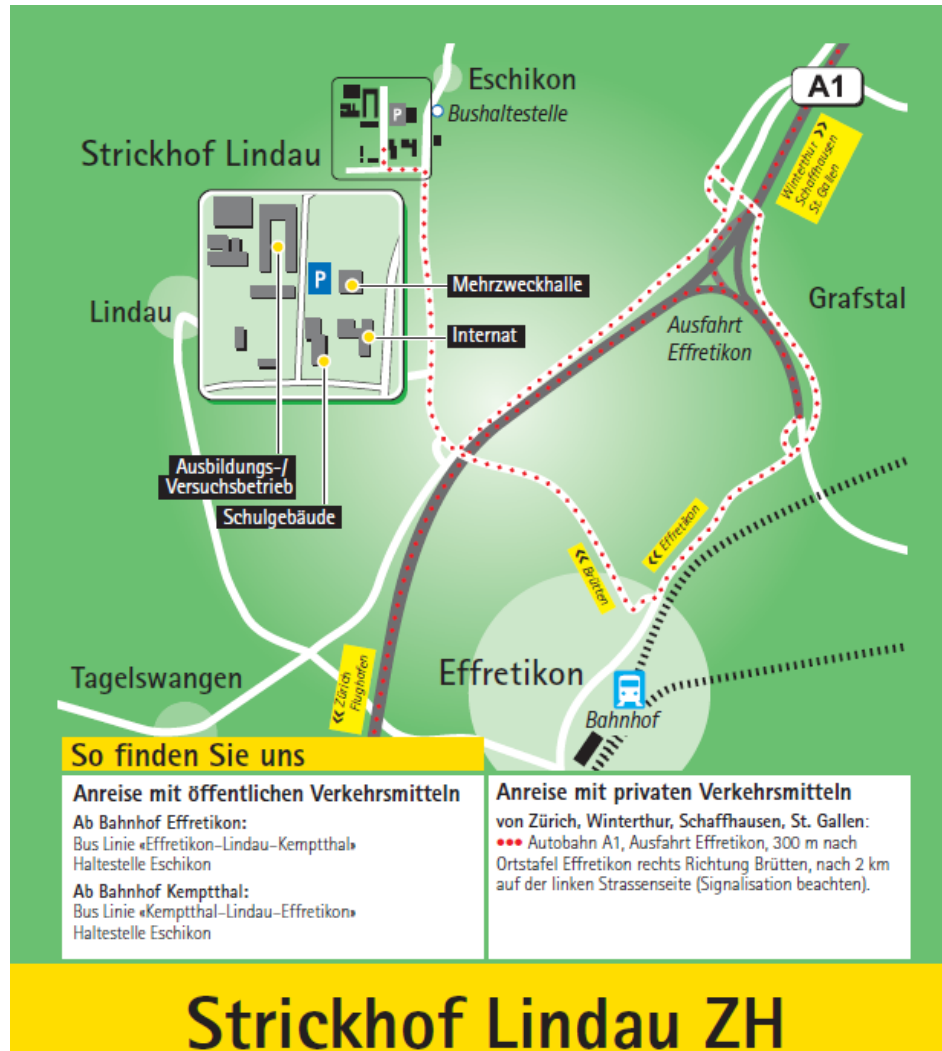 Eschikon
Bushaltestelle
A1
Strickhof Lindau
P
Winterthur »
Schaffhausen
St. Gallen
P
Mehrzweckhalle
Grafstal
Lindau
Internat
Ausfahrt
Effretikon
Ausbildungs-/
Versuchsbetrieb
Schulgebäude
« Effretikon
« Brütten
Tagelswangen
« Zürich
Flughafen
Effretikon
Bahnhof
So finden Sie uns
Anreise mit öffentlichen Verkehrsmitteln
Ab Bahnhof Effretikon:
Bus Linie «Effretikon–Lindau–Kemptthal»
Haltestelle Eschikon
Ab Bahnhof Kemptthal:
Bus Linie «Kemptthal–Lindau–Effretikon»
Haltestelle Eschikon
Anreise mit privaten Verkehrsmitteln
von Zürich, Winterthur, Schaffhausen, St. Gallen:
••• Autobahn A1, Ausfahrt Effretikon, 300 m nach
Ortstafel Effretikon rechts Richtung Brütten, nach 2 km
auf der linken Strassenseite (Signalisation beachten).
Strickhof Lindau ZH